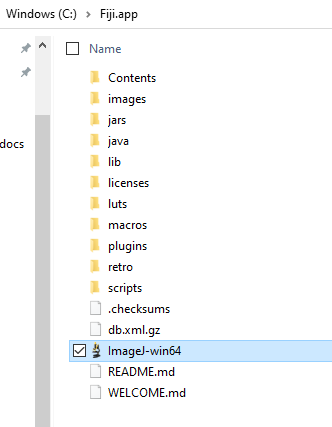 Windows (C:) > Fiji.app
Name
docs
Contents
images
jars
java
lib
licenses
luts
macros
plugins
retro
scripts
.checksums
db.xml.gz
ImageJ-win64
README.md
WELCOME.md